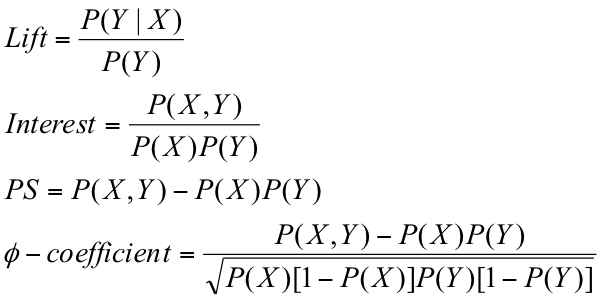 Lift = P(Y | X) / P(Y)
Interest = P(X,Y) / P(X)P(Y)
PS = P(X,Y) − P(X)P(Y)
ϕ − coefficient = P(X,Y) − P(X)P(Y) / √P(X)[1 − P(X)]P(Y)[1 − P(Y)]